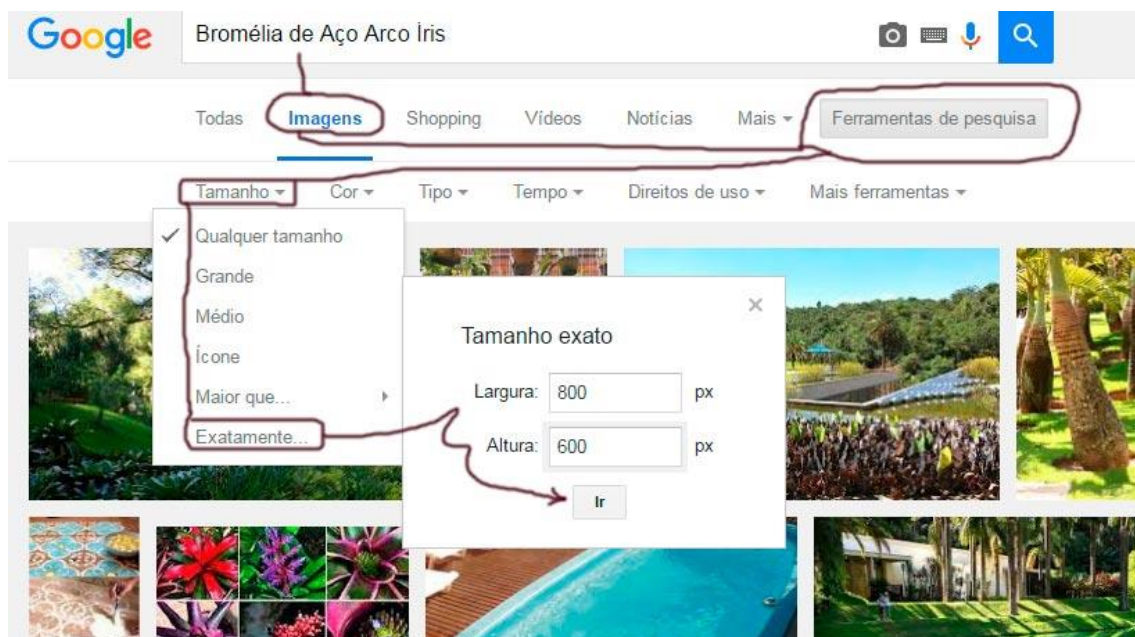 Google Bromélia de Aço Arco Íris
Todas Imagens Shopping Vídeos Notícias Mais Ferramentas de pesquisa
Tamanho Cor Tipo Tempo Direitos de uso Mais ferramentas
Qualquer tamanho
Grande
Médio
Ícone
Maior que...
Exatamente...
Tamanho exato
Largura: 800 px
Altura: 600 px
Ir